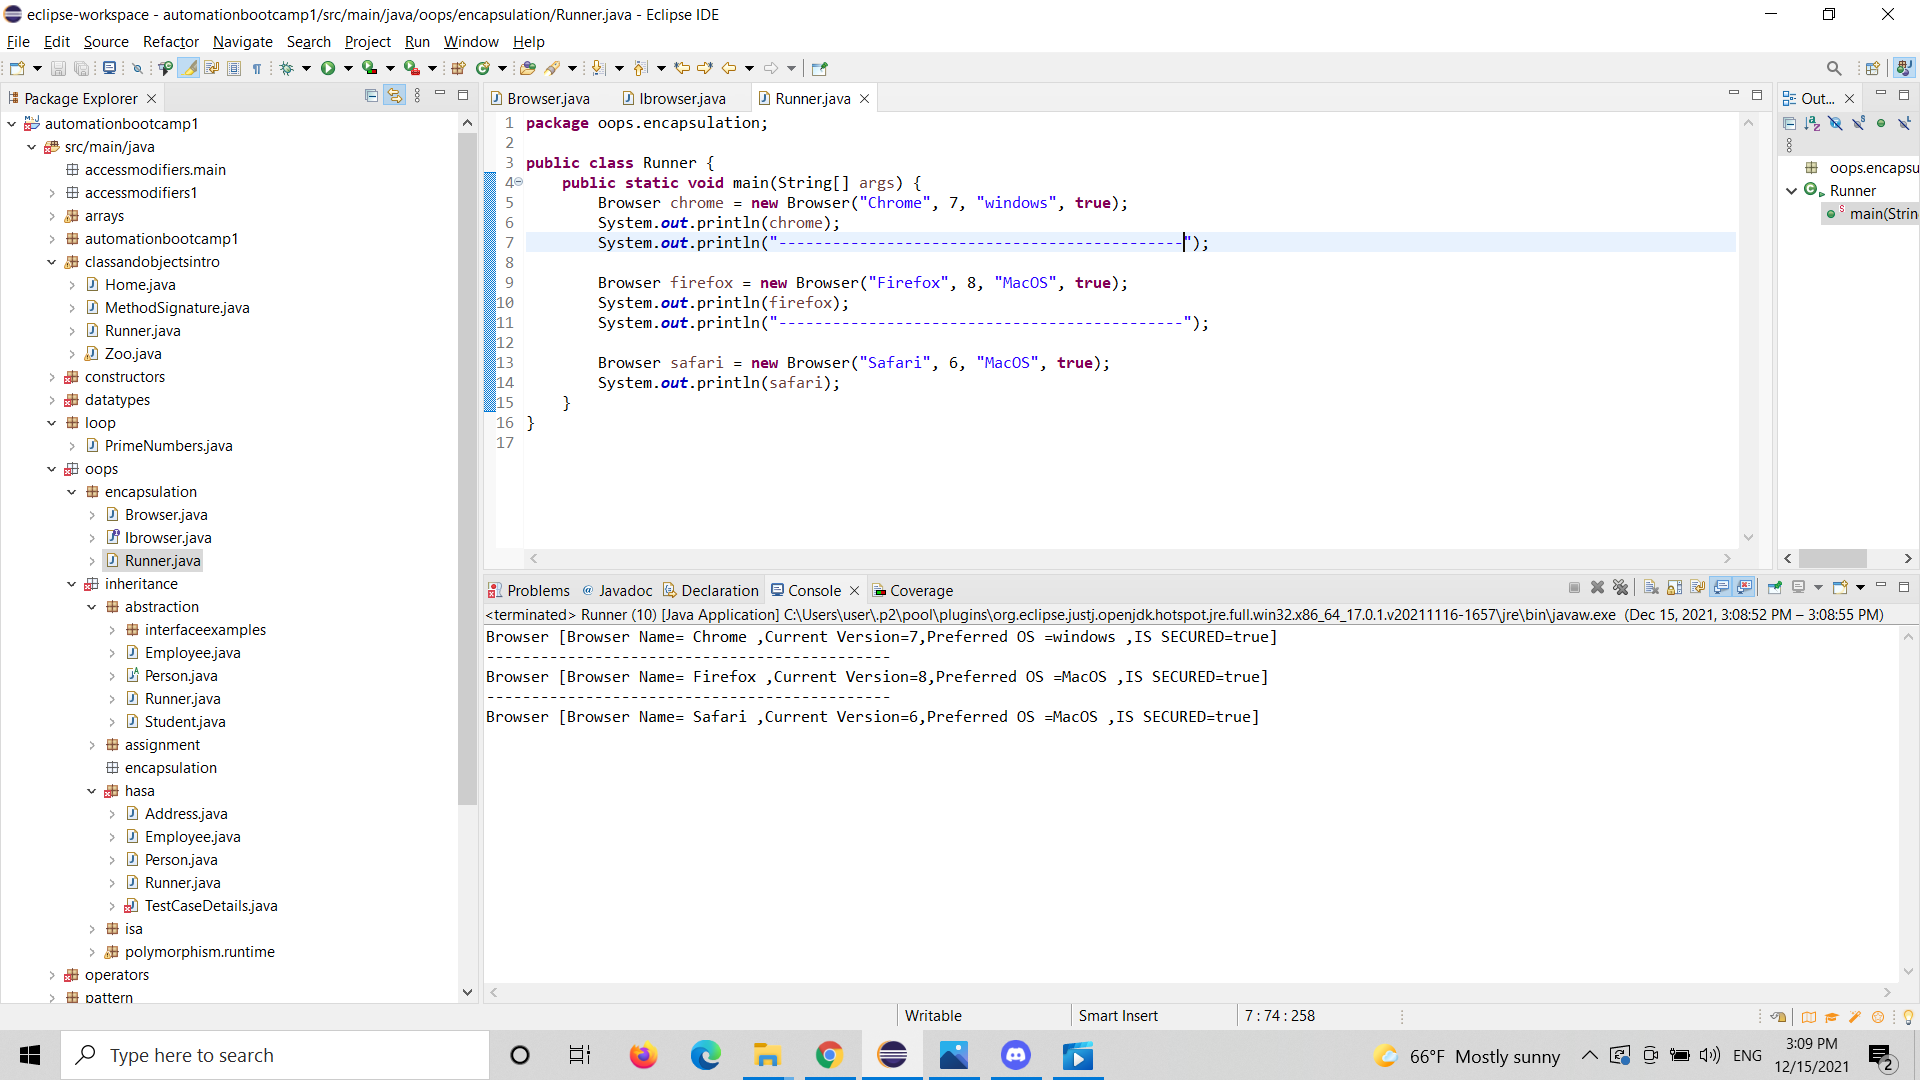 eclipse-workspace - automationbootcamp1/src/main/java/oops/encapsulation/Runner.java - Eclipse IDE
File Edit Source Refactor Navigate Search Project Run Window Help
Package Explorer
automationbootcamp1
src/main/java
accessmodifiers.main
accessmodifiers1
arrays
automationbootcamp1
classandobjectsintro
Home.java
MethodSignature.java
Runner.java
Zoo.java
constructors
datatypes
loop
PrimeNumbers.java
oops
encapsulation
Browser.java
Ibrowser.java
Runner.java
inheritance
abstraction
interfaceexamples
Employee.java
Person.java
Runner.java
Student.java
assignment
encapsulation
hasa
Address.java
Employee.java
Person.java
Runner.java
TestCaseDetails.java
isa
polymorphism.runtime
operators
pattern
Browser.java Ibrowser.java Runner.java
1 package oops.encapsulation;
2
3 public class Runner {
4 public static void main(String[] args) {
5 Browser chrome = new Browser("Chrome", 7, "windows", true);
6 System.out.println(chrome);
7 System.out.println("---------------------------------------------");
8
9 Browser firefox = new Browser("Firefox", 8, "MacOS", true);
10 System.out.println(firefox);
11 System.out.println("---------------------------------------------");
12
13 Browser safari = new Browser("Safari", 6, "MacOS", true);
14 System.out.println(safari);
15 }
16 }
17
Out...
oops.encapsu
Runner
main(Strin
Problems Javadoc Declaration Console Coverage
<terminated> Runner (10) [Java Application] C:\Users\user\.p2\pool\plugins\org.eclipse.justj.openjdk.hotspot.jre.full.win32.x86_64_17.0.1.v20211116-1657\jre\bin\javaw.exe (Dec 15, 2021, 3:08:52 PM – 3:08:55 PM)
Browser [Browser Name= Chrome ,Current Version=7,Preferred OS =windows ,IS SECURED=true]
---------------------------------------------
Browser [Browser Name= Firefox ,Current Version=8,Preferred OS =MacOS ,IS SECURED=true]
---------------------------------------------
Browser [Browser Name= Safari ,Current Version=6,Preferred OS =MacOS ,IS SECURED=true]
Writable Smart Insert 7 : 74 : 258
Type here to search
66°F Mostly sunny
ENG
3:09 PM
12/15/2021
2